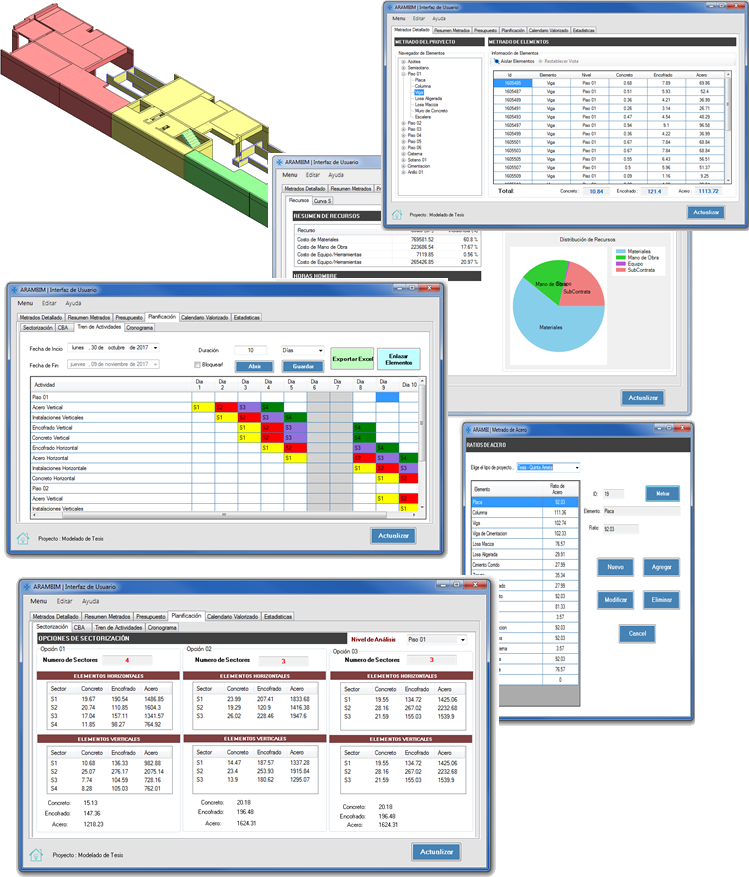 ARAMBIM | Interfaz de Usuario
Menu Editar Ayuda
Metrados Detallado Resumen Metrados Presupuesto Planificación Calendario Valorizado Estadísticas
METRADO DEL PROYECTO
METRADO DE ELEMENTOS
Navegador de Elementos
Información de Elementos
Aislar Elementos Restablecer Vista
Azotea
Semisotano
Piso 01
Placa
Columna
Viga
Losa Aligerada
Losa Maciza
Muro de Concreto
Escalera
Piso 02
Piso 03
Piso 04
Piso 05
Piso 06
Cisterna
Sotano 01
Cimentacion
Id Elemento Nivel Concreto Encofrado Acero
1605485 Viga Piso 01 0.68 7.89 69.86
1605487 Viga Piso 01 0.51 5.93 52.4
1605489 Viga Piso 01 0.36 4.21 36.99
1605491 Viga Piso 01 0.26 3.14 26.71
1605493 Viga Piso 01 0.47 4.54 48.29
1605497 Viga Piso 01 0.94 9.1 96.58
1605499 Viga Piso 01 0.36 4.22 36.99
1605501 Viga Piso 01 0.67 7.84 68.84
1605503 Viga Piso 01 0.67 7.84 68.84
1605505 Viga Piso 01 0.55 6.43 56.51
1605507 Viga Piso 01 0.5 5.96 51.37
1605509 Viga Piso 01 0.09 1.16 9.25
Total: Concreto: 10.84 Encofrado: 121.4 Acero: 1113.72
Proyecto : Modelado de Tesis
Actualizar
ARAMBIM | Interfaz de Usuario
Menu Editar Ayuda
Metrados Detallado Resumen Metrados
Recursos Curva S
RESUMEN DE RECURSOS
Recurso
Costo de Materiales 769581.52 60.8 %
Costo de Mano de Obra 223686.54 17.67 %
Costo de Equipo/Herramientas 7119.85 0.56 %
Costo de Equipo/Herramientas 265426.85 20.97 %
HORAS HOMBRE
Distribución de Recursos
Materiales
Mano de Obra
Equipo
SubContrata
Mano de Obra
SubContrata
Materiales
Actualizar
ARAMBIM | Interfaz de Usuario
Menu Editar Ayuda
Metrados Detallado Resumen Metrados Presupuesto Planificación Calendario Valorizado Estadísticas
Sectorización CBA Tren de Actividades Cronograma
Fecha de Inicio lunes , 30 de octubre de 2017
Duración 10 Días
Exportar Excel
Enlazar Elementos
Fecha de Fin jueves , 09 de noviembre de 2017
Bloquear! Abrir Guardar
Actividad Dia 1 Dia 2 Dia 3 Dia 4 Dia 5 Dia 6 Dia 7 Dia 8 Dia 9 Dia 10
Piso 01
Acero Vertical S1 S2 S3 S4
Instalaciones Verticales S1 S2 S3 S4
Encofrado Vertical S1 S2 S3 S4
Concreto Vertical S1 S2 S3 S4
Encofrado Horizontal S1 S2 S3 S4
Acero Horizontal S1 S2 S3 S4
Instalaciones Horizontale S1 S2 S3
Concreto Horizontal S1 S2
Piso 02
Acero Vertical S1 S2
Instalaciones Verticales S1
Proyecto : Modelado de Tesis
Actualizar
ARAMBI | Metrado de Acero
RATIOS DE ACERO
Elige el tipo de proyecto..
Elemento Ratio de Acero
Placa 92.03
Columna 111.36
Viga 102.74
Viga de Cimentacion 102.33
Losa Maciza 76.57
Losa Aligerada 29.91
Cimiento Corrido 27.99
35.34
27.99
92.03
81.33
3.57
92.03
92.03
3.57
92.03
76.57
0
ID: 19
Metrar
Elemento: Placa
Ratio: 92.03
Nuevo Agregar
Modificar Eliminar
Cancel
ARAMBIM | Interfaz de Usuario
Menu Editar Ayuda
Metrados Detallado Resumen Metrados Presupuesto Planificación Calendario Valorizado Estadísticas
Sectorización CBA Tren de Actividades Cronograma
OPCIONES DE SECTORIZACIÓN
Nivel de Análisis Piso 01
Opción 01
Numero de Sectores 4
ELEMENTOS HORIZONTALES
Sector Concreto Encofrado Acero
S1 19.67 190.54 1486.85
S2 20.74 110.85 1604.3
S3 17.04 157.11 1341.57
S4 11.85 98.27 764.92
ELEMENTOS VERTICALES
Sector Concreto Encofrado Acero
S1 10.68 136.33 982.88
S2 25.07 276.17 2075.14
S3 7.74 104.59 728.16
S4 8.28 105.03 762.01
Concreto: 15.13
Encofrado: 147.36
Acero: 1218.23
Opción 02
Numero de Sectores 3
ELEMENTOS HORIZONTALES
Sector Concreto Encofrado Acero
S1 23.99 207.41 1833.68
S2 19.29 120.9 1416.38
S3 26.02 228.46 1947.6
ELEMENTOS VERTICALES
Sector Concreto Encofrado Acero
S1 14.47 187.57 1337.28
S2 23.4 253.93 1915.84
S3 13.9 180.62 1295.07
Concreto: 20.18
Encofrado: 196.48
Acero: 1624.31
Opción 03
Numero de Sectores 3
ELEMENTOS HORIZONTALES
Sector Concreto Encofrado Acero
S1 19.55 134.72 1425.06
S2 28.16 267.02 2232.68
S3 21.59 155.03 1539.9
ELEMENTOS VERTICALES
Sector Concreto Encofrado Acero
S1 19.55 134.72 1425.06
S2 28.16 267.02 2232.68
S3 21.59 155.03 1539.9
Concreto: 20.18
Encofrado: 196.48
Acero: 1624.31
Proyecto : Modelado de Tesis
Actualizar